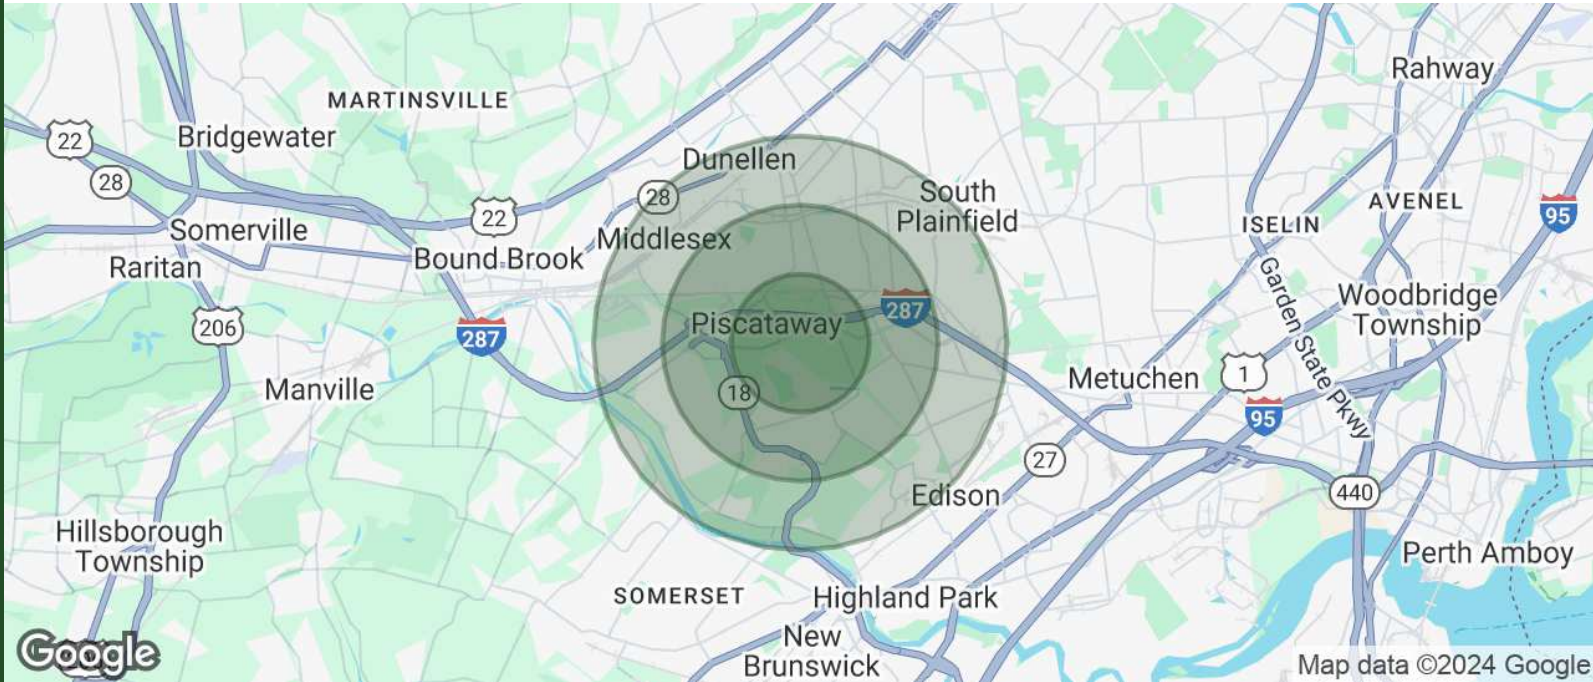 Rahway
MARTINSVILLE
22
Bridgewater
Dunellen
28
28
South
Plainfield
AVENEL
95
22
ISELIN
Somerville
Middlesex
Bound Brook
Raritan
Garden State Pkwy
Woodbridge
Township
206
287
Piscataway
287
Metuchen
1
Manville
18
95
27
Edison
440
Hillsborough
Township
Perth Amboy
SOMERSET
Highland Park
New
Brunswick
Google
Map data ©2024 Google